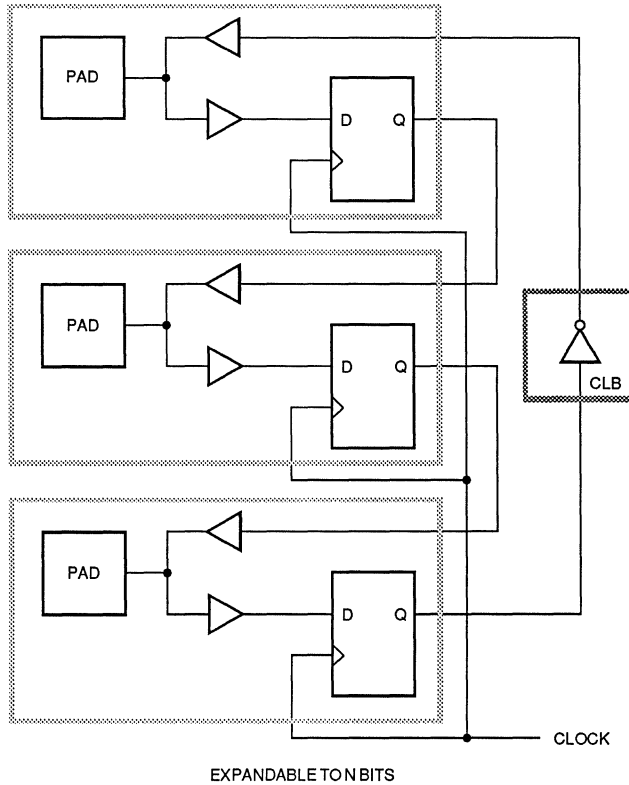 PAD
D Q
PAD
D Q
CLB
PAD
D Q
CLOCK
EXPANDABLE TO N BITS